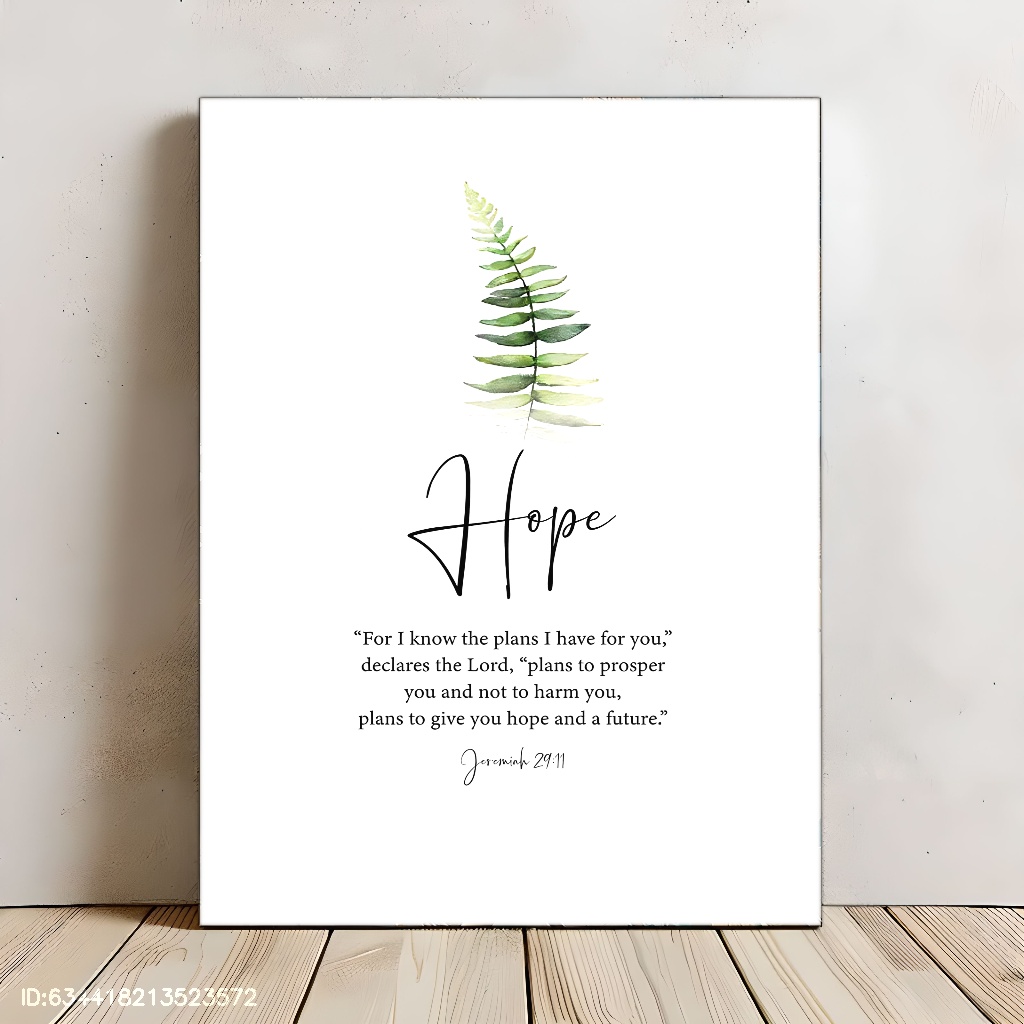 Hope
“For I know the plans I have for you,”
declares the Lord, “plans to prosper
you and not to harm you,
plans to give you hope and a future.”
Jeremiah 29:11
ID:634418213523572